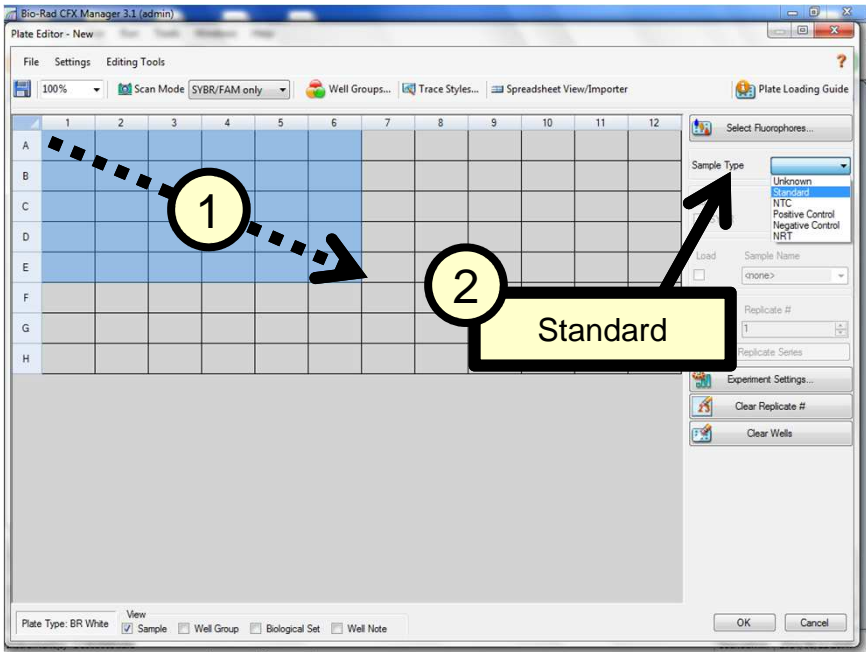 Bio-Rad CFX Manager 3.1 (admin)
Plate Editor - New
File Settings Editing Tools ?
100% Scan Mode SYBR/FAM only Well Groups... Trace Styles... Spreadsheet View/Importer Plate Loading Guide
1 2 3 4 5 6 7 8 9 10 11 12
Select Fluorophores...
A
B
C
D
E
F
G
H
1
2
Standard
Sample Type
Unknown
Standard
NTC
Positive Control
Negative Control
NRT
Load Sample Name
<none>
Replicate #
1
Replicate Series
Experiment Settings...
Clear Replicate #
Clear Wells
Plate Type: BR White
View
Sample Well Group Biological Set Well Note
OK Cancel